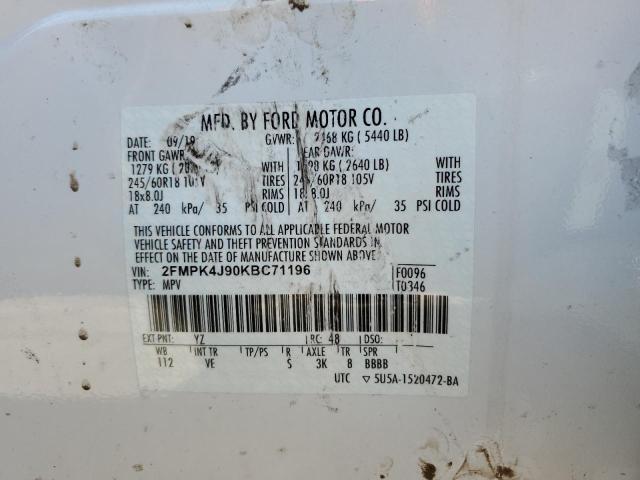 MFD. BY FORD MOTOR CO.
DATE: 09/18 GVWR: 2468 KG ( 5440 LB)
FRONT GAWR: REAR GAWR:
1279 KG ( WITH KG ( 2640 LB) WITH
245/60R18 105V TIRES 245/60R18 105V TIRES
18x8.0J RIMS 18x8.0J RIMS
AT 240 kPa/ 35 PSI COLD AT 240 kPa/ 35 PSI COLD
THIS VEHICLE CONFORMS TO ALL APPLICABLE FEDERAL MOTOR
VEHICLE SAFETY AND THEFT PREVENTION STANDARDS IN
EFFECT ON THE DATE OF MANUFACTURE SHOWN ABOVE.
VIN: 2FMPK4J90KBC71196 F0096
TYPE: MPV T0346
EXT PNT: YZ RC: 48 DSO:
WB INT TR TP/PS R AXLE TR SPR
112 VE S 3K 8 BBBB
UTC ▽5U5A-1520472-BA